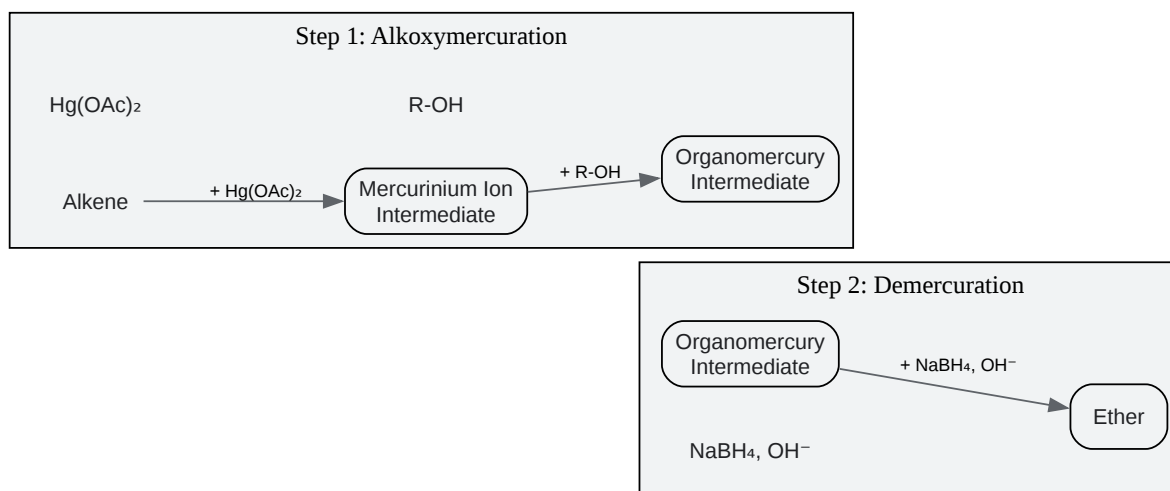 Step 1: Alkoxymercuration
Hg(OAc)₂
R-OH
Alkene
+ Hg(OAc)₂
Mercurinium Ion
Intermediate
+ R-OH
Organomercury
Intermediate
Step 2: Demercuration
Organomercury
Intermediate
+ NaBH₄, OH⁻
Ether
NaBH₄, OH⁻